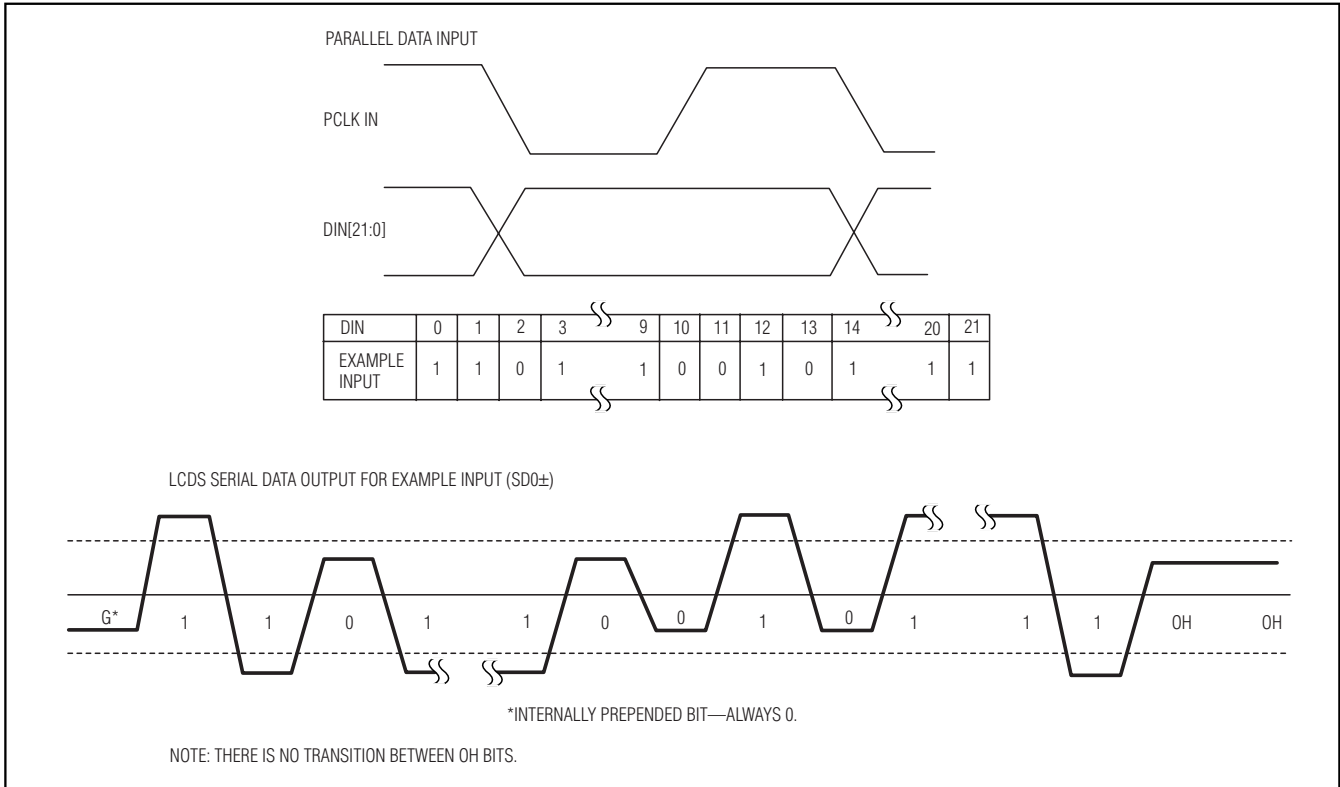 PARALLEL DATA INPUT
PCLK IN
DIN[21:0]
DIN 0 1 2 3 9 10 11 12 13 14 20 21
EXAMPLE INPUT 1 1 0 1 1 0 0 1 0 1 1 1
LCDS SERIAL DATA OUTPUT FOR EXAMPLE INPUT (SD0±)
G* 1 1 0 1 1 0 0 1 0 1 1 1 OH OH
*INTERNALLY PREPENDED BIT—ALWAYS 0.
NOTE: THERE IS NO TRANSITION BETWEEN OH BITS.